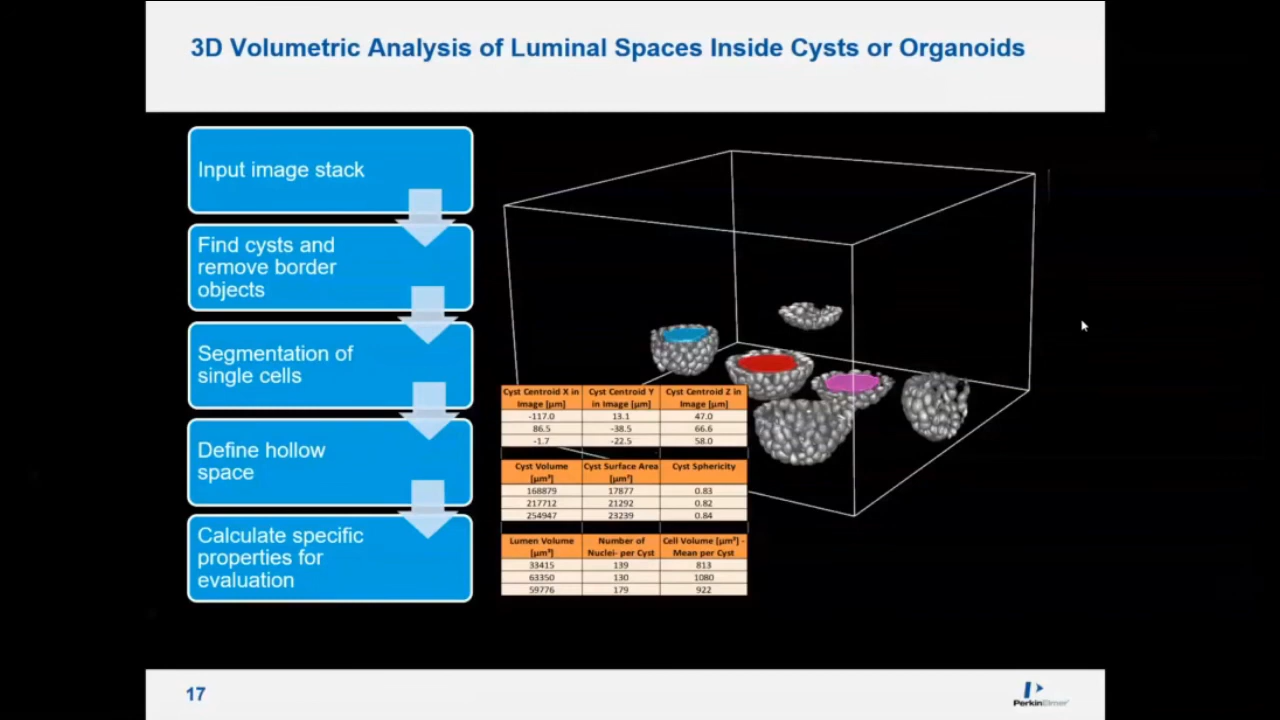 3D Volumetric Analysis of Luminal Spaces Inside Cysts or Organoids
Input image stack
Find cysts and
remove border
objects
Segmentation of
single cells
Define hollow
space
Calculate specific
properties for
evaluation
Cyst Centroid X in Cyst Centroid Y Cyst Centroid Z in
Image [µm] in Image [µm] Image [µm]
-117.0 13.1 47.0
86.5 -38.5 66.6
-1.7 -22.5 58.0
Cyst Volume Cyst Surface Area Cyst Sphericity
[µm³] [µm²]
168879 17877 0.83
217712 21292 0.82
254947 23239 0.84
Lumen Volume Number of Cell Volume [µm³] -
[µm³] Nuclei- per Cyst Mean per Cyst
33415 139 813
63350 130 1080
59776 179 922
17
PerkinElmer